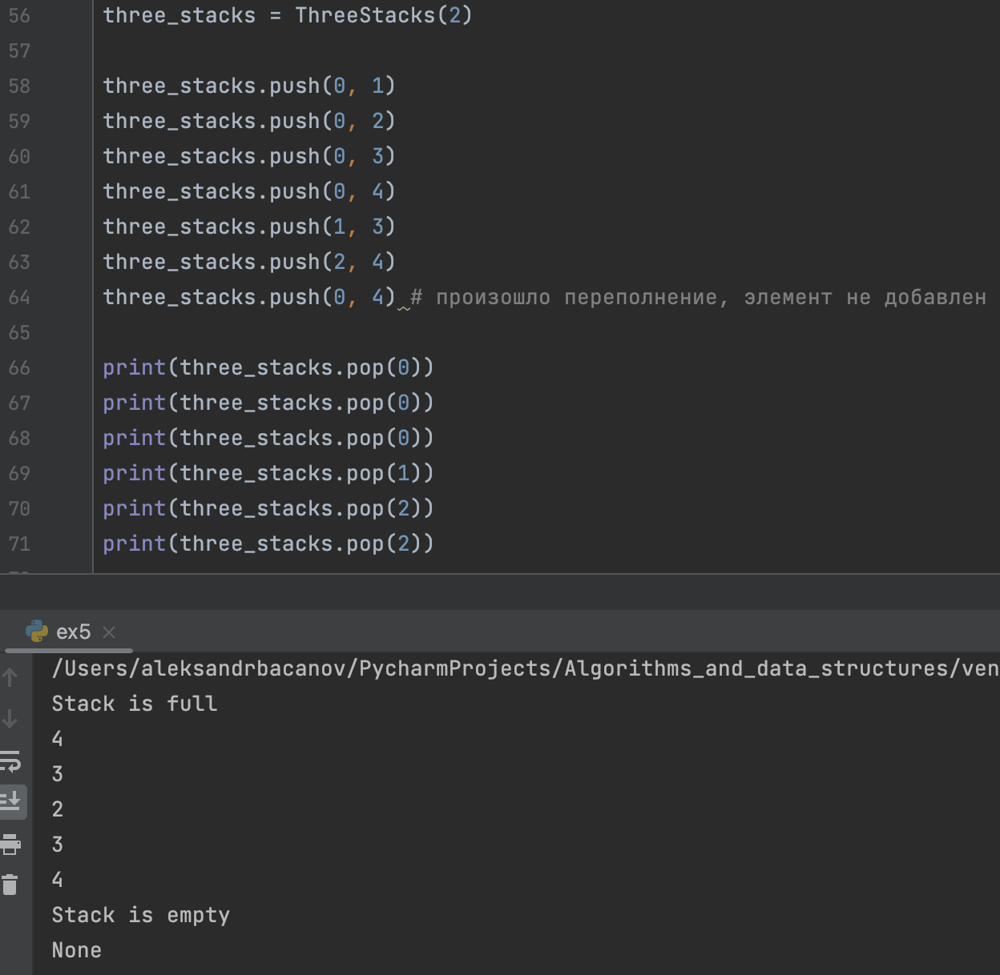 56 three_stacks = ThreeStacks(2)
57
58 three_stacks.push(0, 1)
59 three_stacks.push(0, 2)
60 three_stacks.push(0, 3)
61 three_stacks.push(0, 4)
62 three_stacks.push(1, 3)
63 three_stacks.push(2, 4)
64 three_stacks.push(0, 4) # произошло переполнение, элемент не добавлен
65
66 print(three_stacks.pop(0))
67 print(three_stacks.pop(0))
68 print(three_stacks.pop(0))
69 print(three_stacks.pop(1))
70 print(three_stacks.pop(2))
71 print(three_stacks.pop(2))
ex5
/Users/aleksandrbacanov/PycharmProjects/Algorithms_and_data_structures/ven
Stack is full
4
3
2
3
4
Stack is empty
None